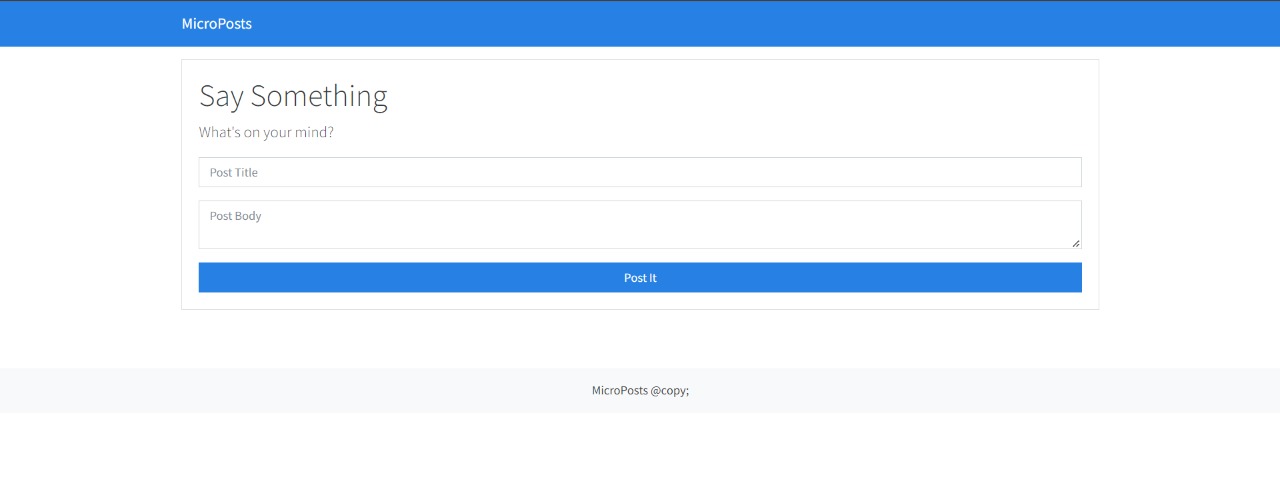 MicroPosts
Say Something
What's on your mind?
Post Title
Post Body
Post It
MicroPosts @copy;